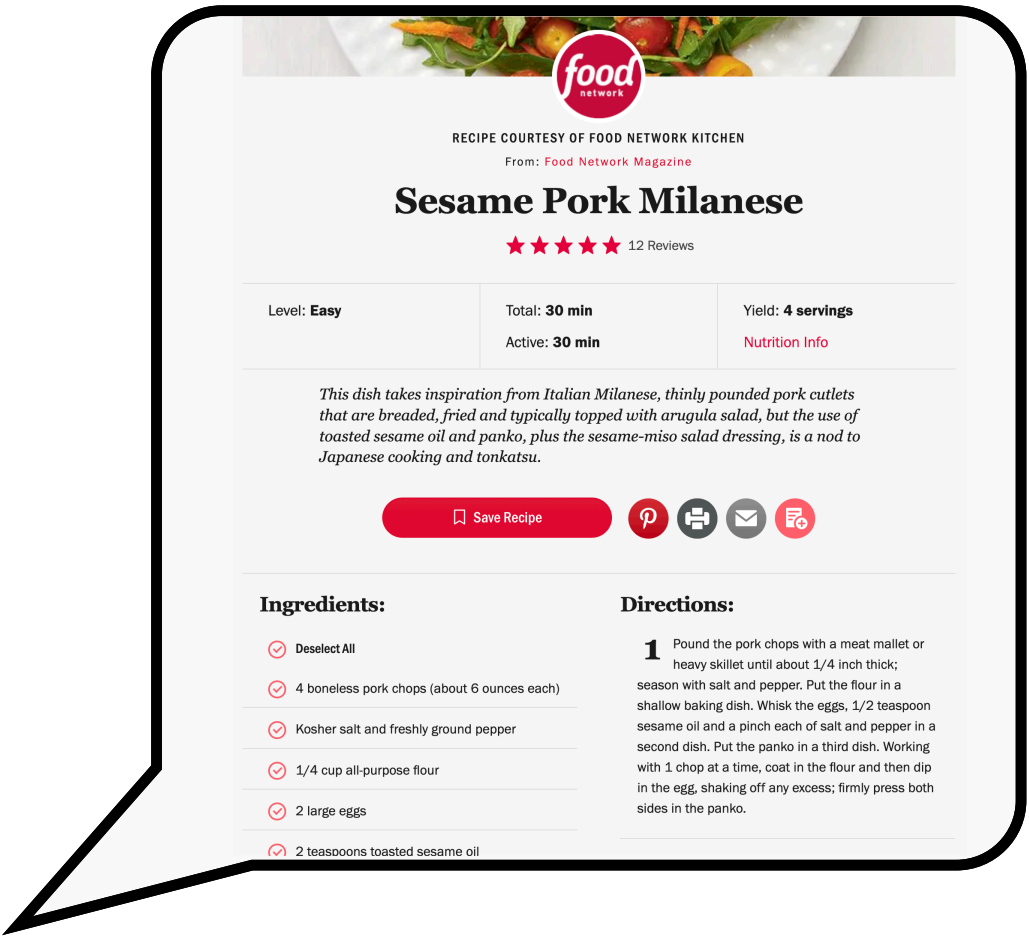 food
network
RECIPE COURTESY OF FOOD NETWORK KITCHEN
From: Food Network Magazine
Sesame Pork Milanese
12 Reviews
Level: Easy
Total: 30 min
Active: 30 min
Yield: 4 servings
Nutrition Info
This dish takes inspiration from Italian Milanese, thinly pounded pork cutlets
that are breaded, fried and typically topped with arugula salad, but the use of
toasted sesame oil and panko, plus the sesame-miso salad dressing, is a nod to
Japanese cooking and tonkatsu.
Save Recipe
Ingredients:
Deselect All
4 boneless pork chops (about 6 ounces each)
Kosher salt and freshly ground pepper
1/4 cup all-purpose flour
2 large eggs
2 teaspoons toasted sesame oil
Directions:
1 Pound the pork chops with a meat mallet or
heavy skillet until about 1/4 inch thick;
season with salt and pepper. Put the flour in a
shallow baking dish. Whisk the eggs, 1/2 teaspoon
sesame oil and a pinch each of salt and pepper in a
second dish. Put the panko in a third dish. Working
with 1 chop at a time, coat in the flour and then dip
in the egg, shaking off any excess; firmly press both
sides in the panko.